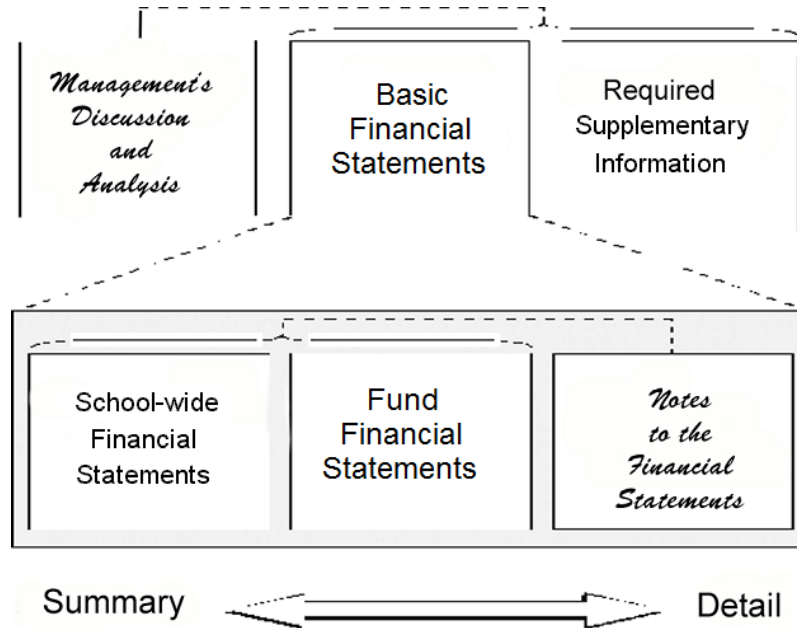 Management's
Discussion
and
Analysis
Basic
Financial
Statements
Required
Supplementary
Information
School-wide
Financial
Statements
Fund
Financial
Statements
Notes
to the
Financial
Statements
Summary
Detail